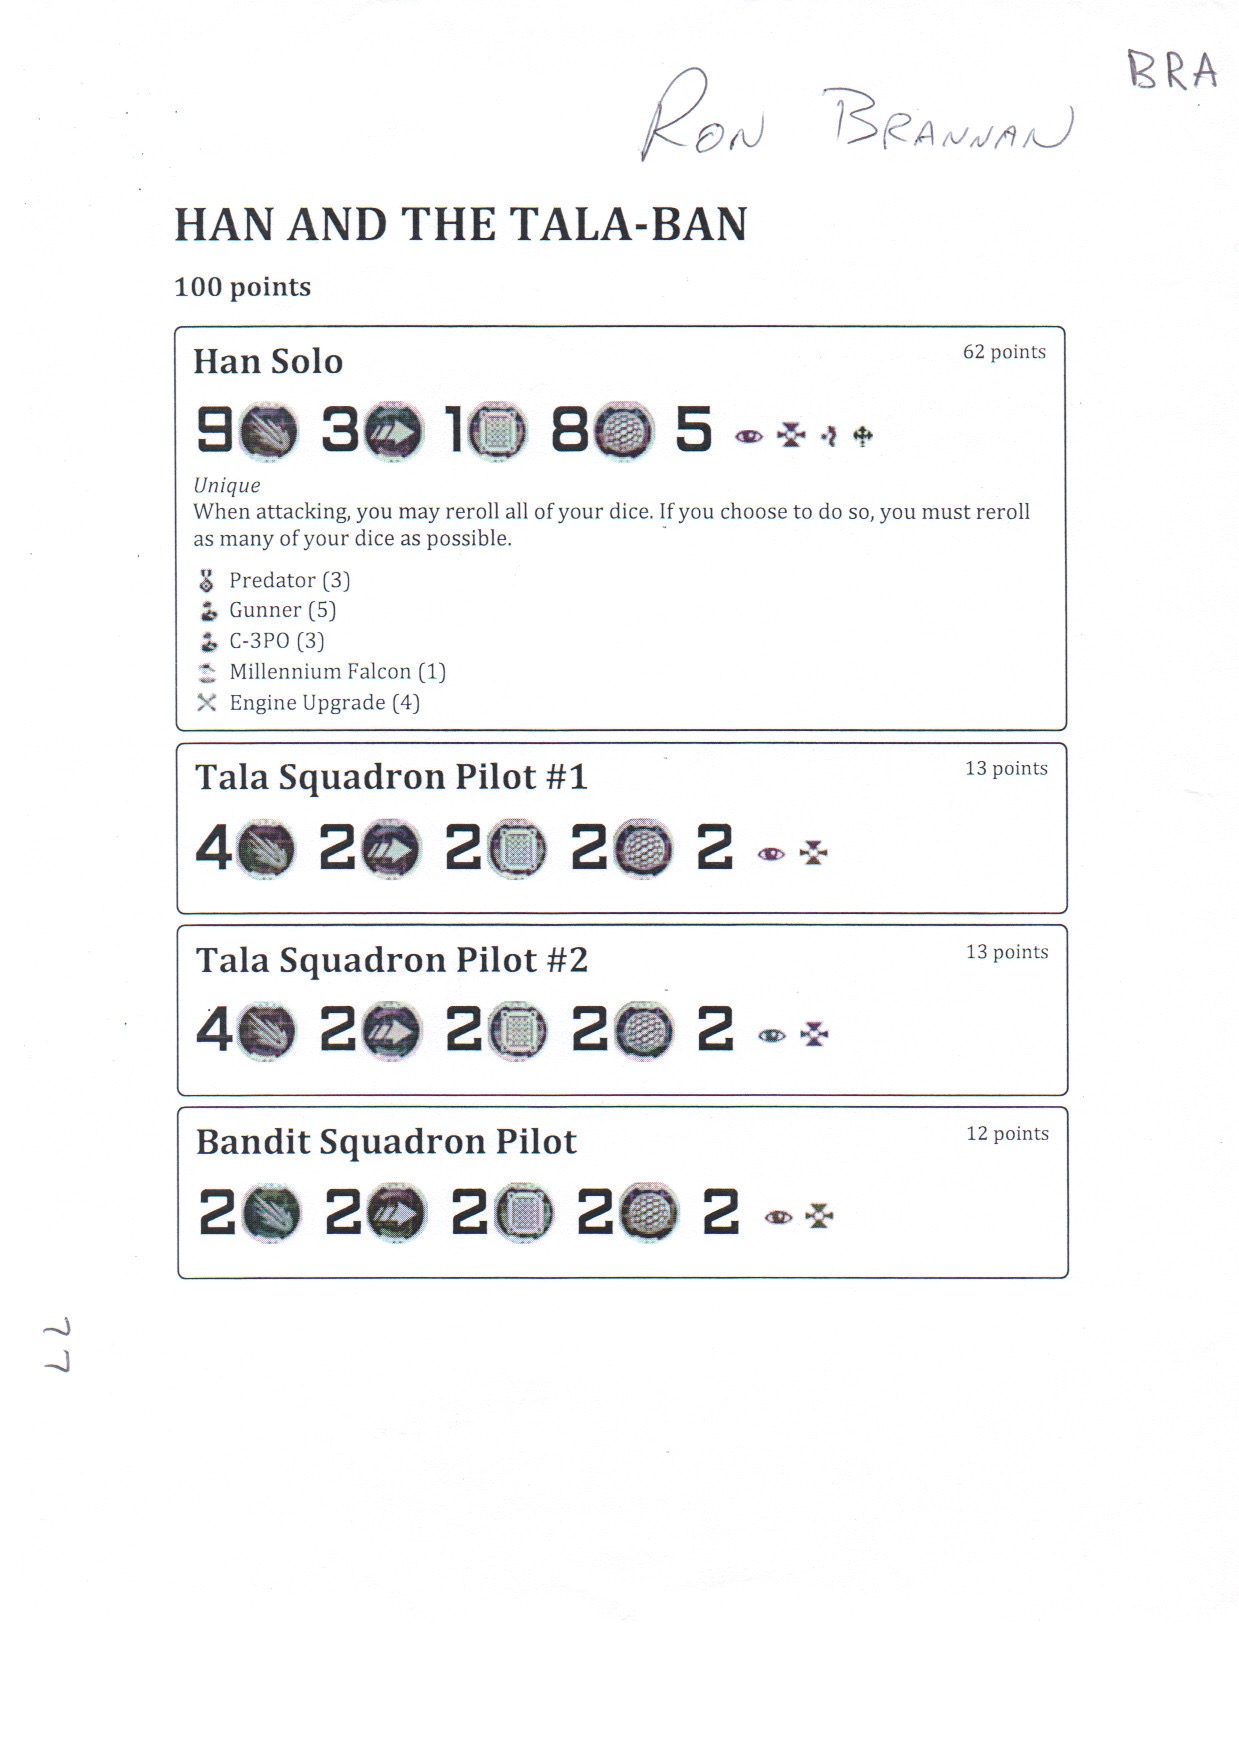 BRA
RON BRANNAN
HAN AND THE TALA-BAN
100 points
Han Solo 62 points
9 3 1 8 5
Unique
When attacking, you may reroll all of your dice. If you choose to do so, you must reroll
as many of your dice as possible.
Predator (3)
Gunner (5)
C-3PO (3)
Millennium Falcon (1)
Engine Upgrade (4)
Tala Squadron Pilot #1 13 points
4 2 2 2 2
Tala Squadron Pilot #2 13 points
4 2 2 2 2
Bandit Squadron Pilot 12 points
2 2 2 2 2
77